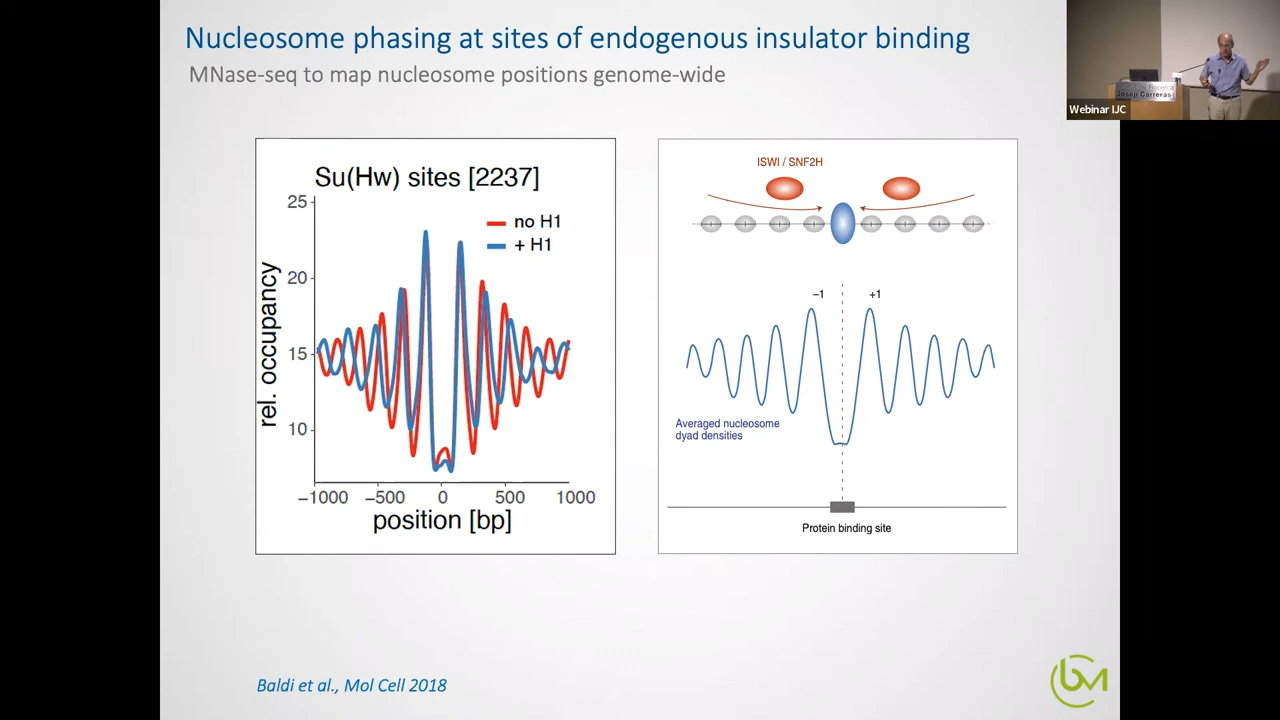 Nucleosome phasing at sites of endogenous insulator binding
MNase-seq to map nucleosome positions genome-wide
Josep Carreras
Webinar IJC
Su(Hw) sites [2237]
no H1
+ H1
rel. occupancy
25
20
15
10
−1000
−500
0
500
1000
position [bp]
ISWI / SNF2H
−1
+1
Averaged nucleosome
dyad densities
Protein binding site
Baldi et al., Mol Cell 2018